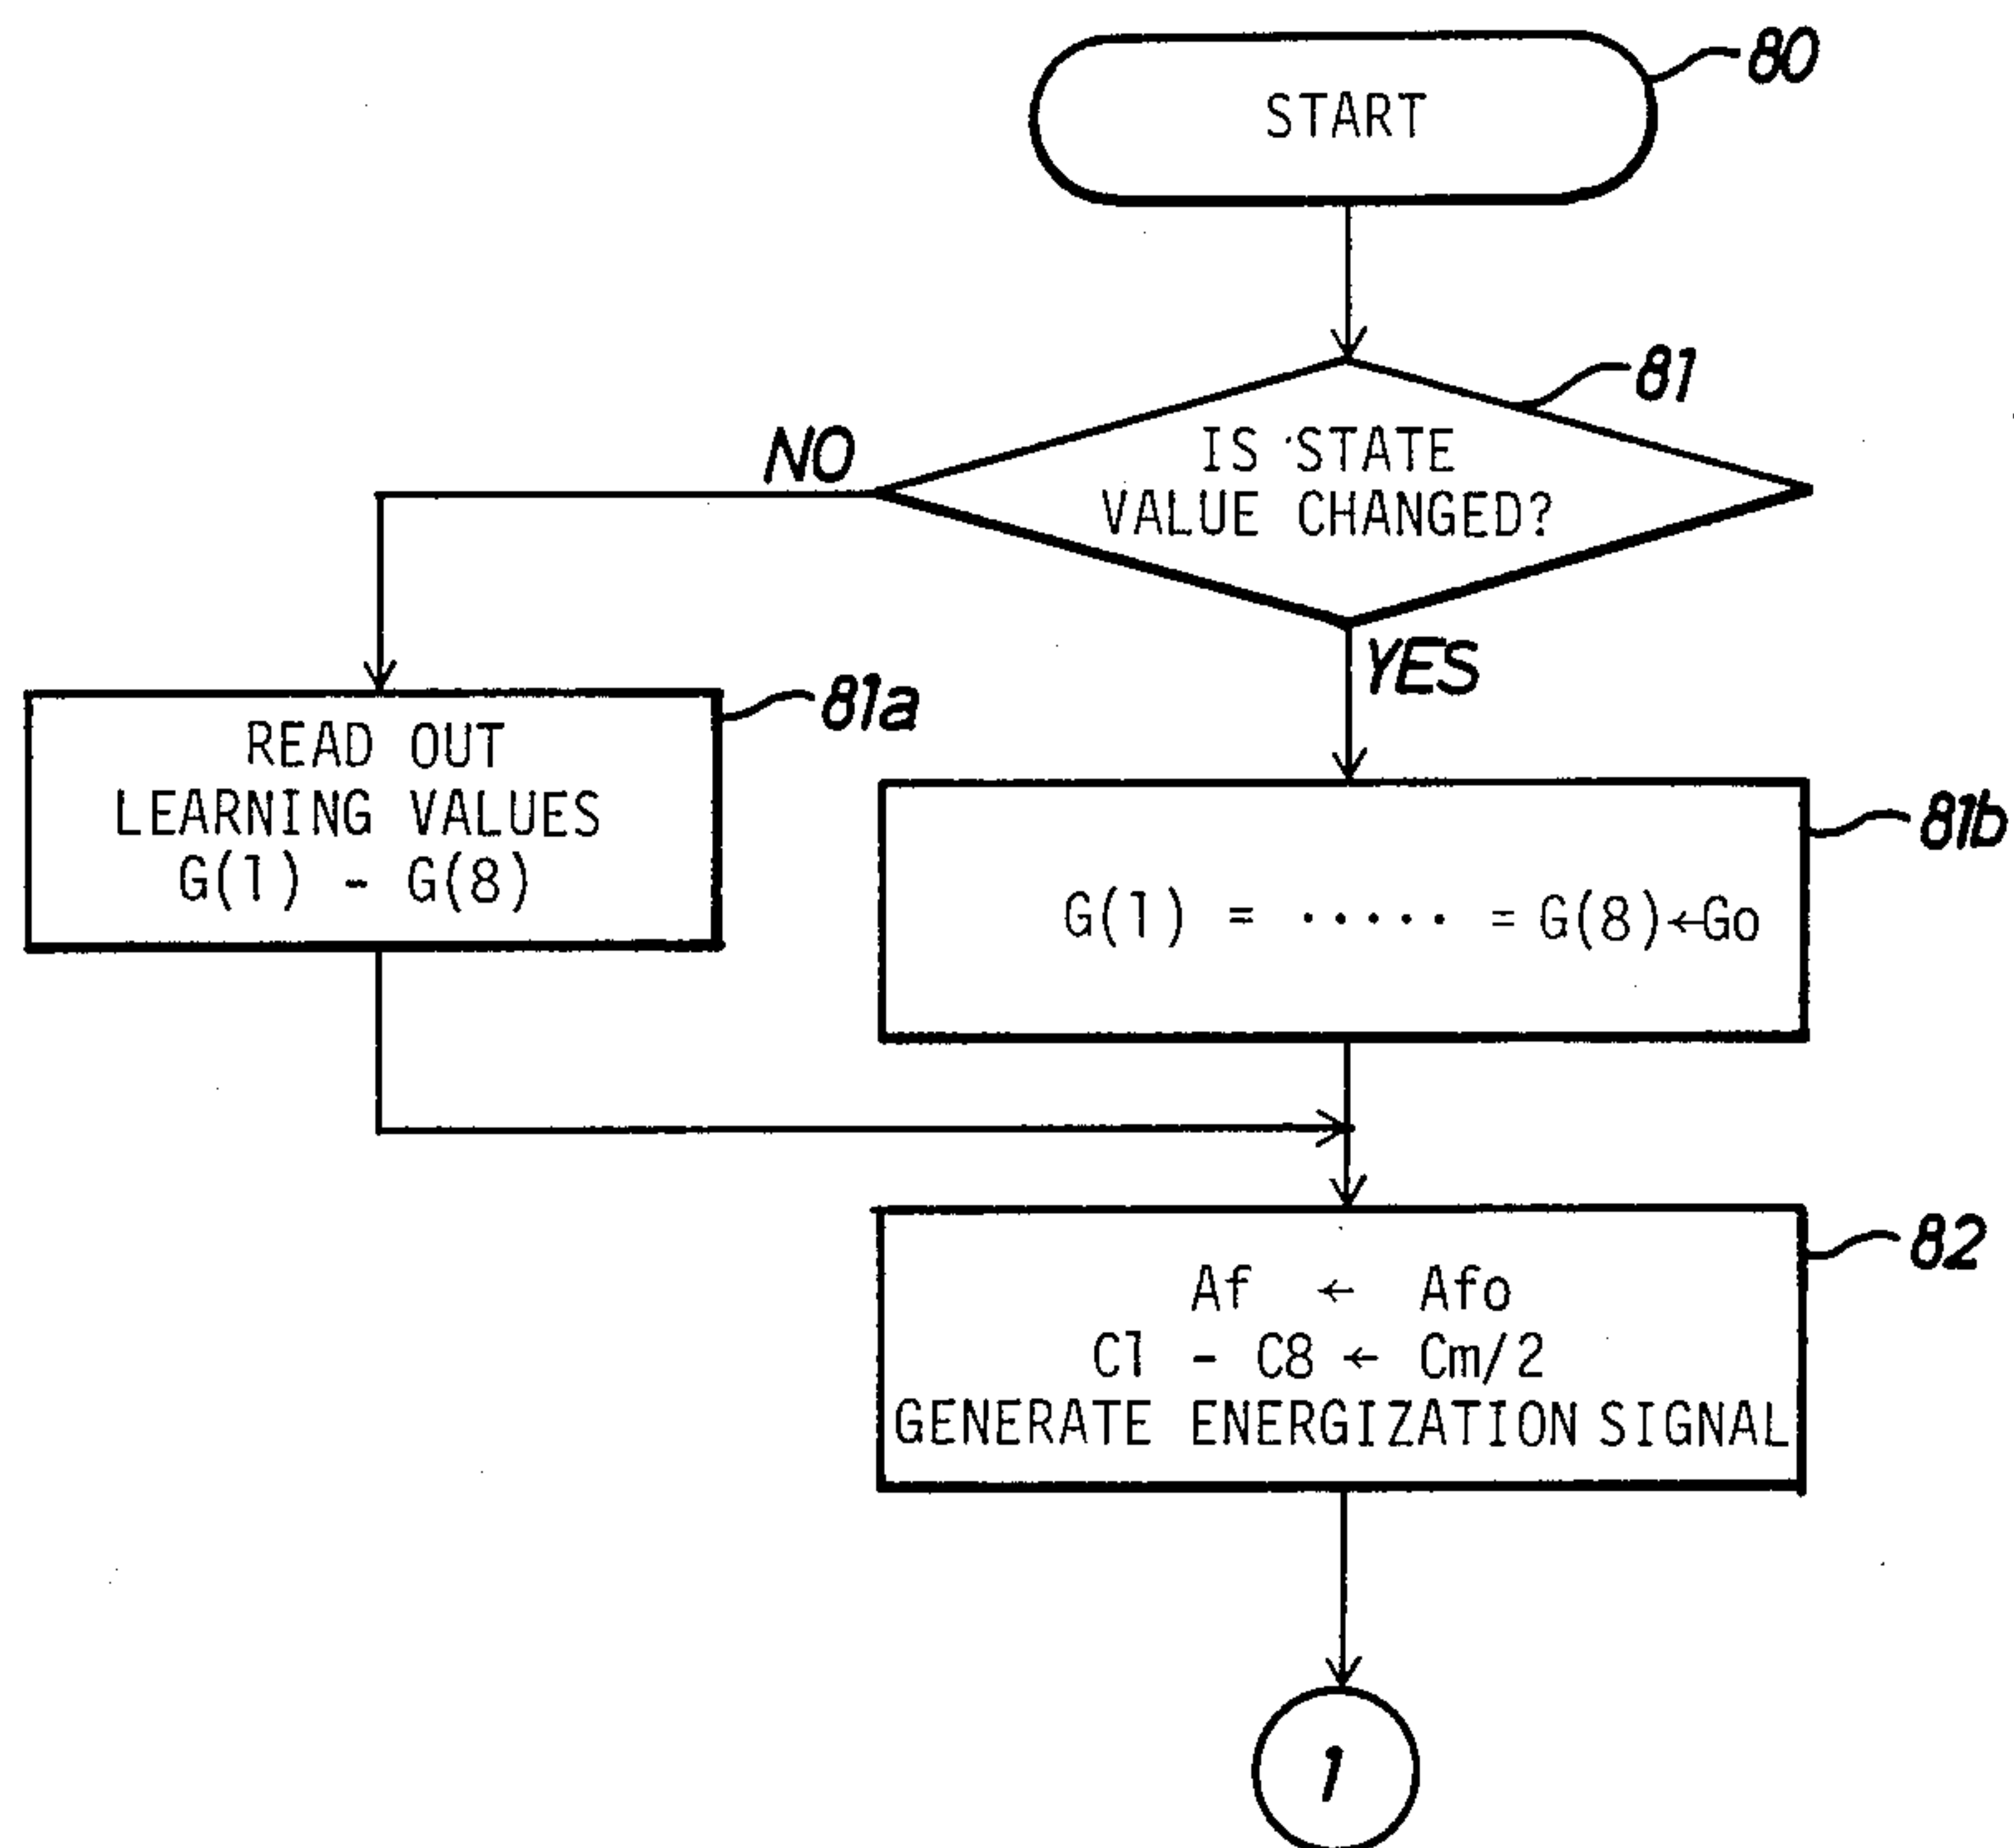 80
START
81
IS STATE
VALUE CHANGED?
NO
YES
81a
READ OUT
LEARNING VALUES
G(1) - G(8)
81b
G(1) = ····· = G(8)←Go
82
Af ← Afo
C1 - C8 ← Cm/2
GENERATE ENERGIZATION SIGNAL
1